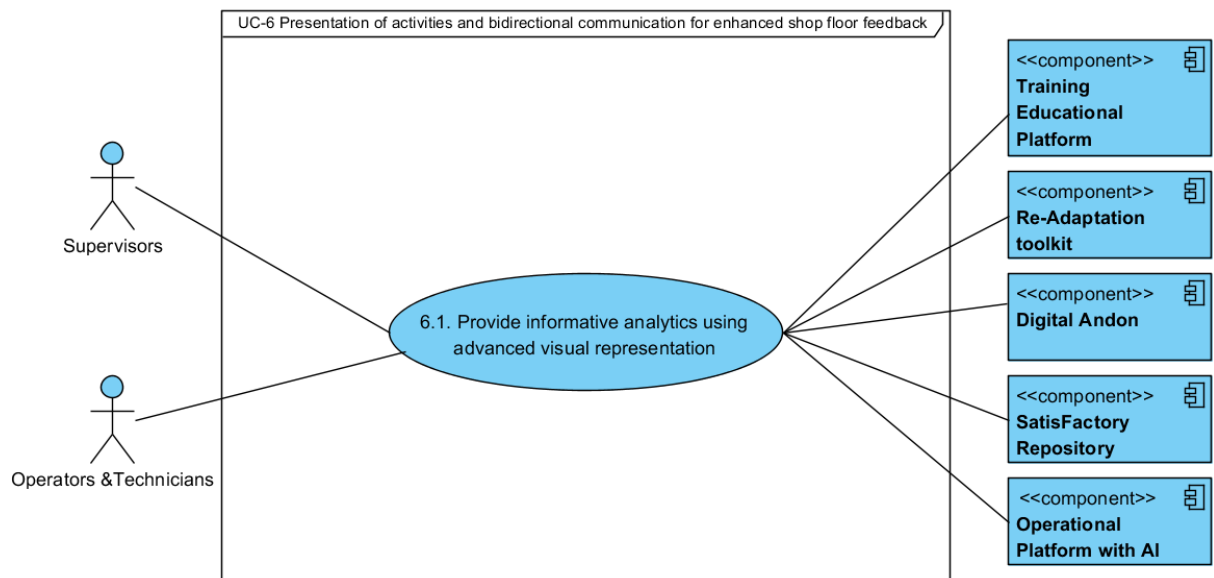 UC-6 Presentation of activities and bidirectional communication for enhanced shop floor feedback
Supervisors
Operators &Technicians
6.1. Provide informative analytics using
advanced visual representation
<<component>>
Training
Educational
Platform
<<component>>
Re-Adaptation
toolkit
<<component>>
Digital Andon
<<component>>
SatisFactory
Repository
<<component>>
Operational
Platform with AI